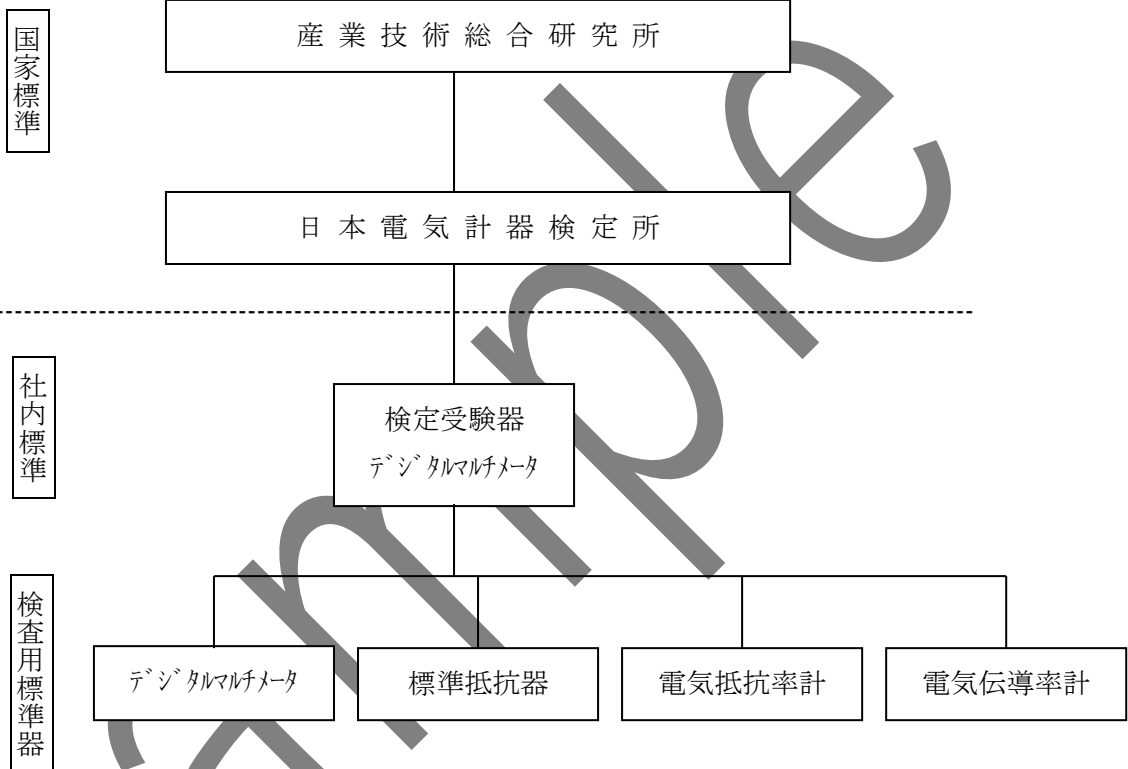 国家標準
産業技術総合研究所
日本電気計器検定所
社内標準
検定受験器
ﾃﾞｼﾞﾀﾙﾏﾙﾁﾒｰﾀ
検査用標準器
ﾃﾞｼﾞﾀﾙﾏﾙﾁﾒｰﾀ
標準抵抗器
電気抵抗率計
電気伝導率計
mple